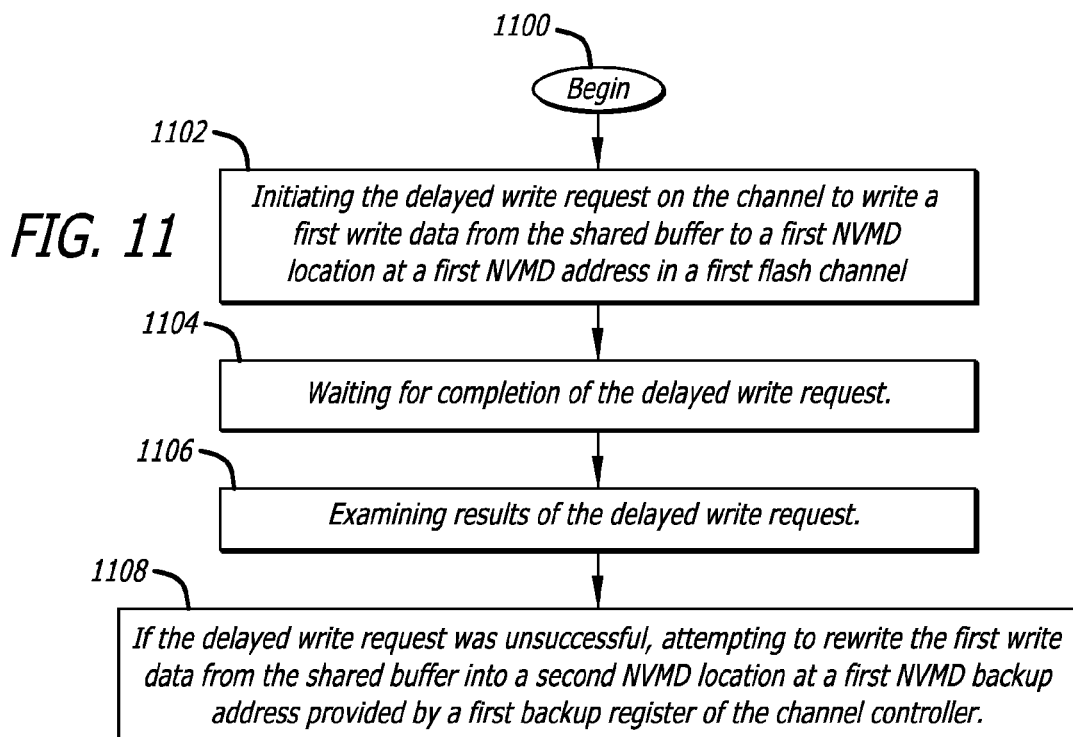 1100
Begin
1102
Initiating the delayed write request on the channel to write a
first write data from the shared buffer to a first NVMD
location at a first NVMD address in a first flash channel
FIG. 11
1104
Waiting for completion of the delayed write request.
1106
Examining results of the delayed write request.
1108
If the delayed write request was unsuccessful, attempting to rewrite the first write
data from the shared buffer into a second NVMD location at a first NVMD backup
address provided by a first backup register of the channel controller.